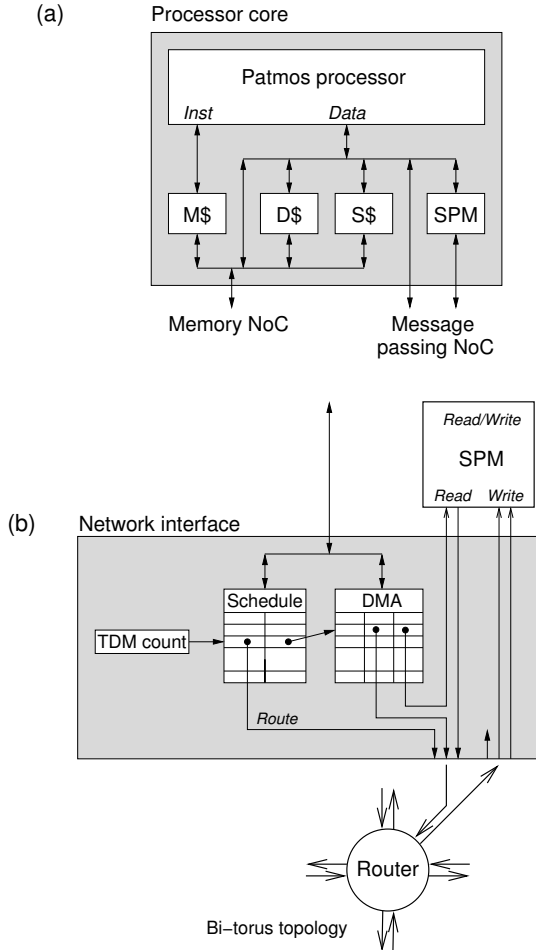 (a)
Processor core
Patmos processor
Inst
Data
M$
D$
S$
SPM
Memory NoC
Message
passing NoC
Read/Write
SPM
Read
Write
(b)
Network interface
Schedule
DMA
TDM count
Route
Router
Bi−torus topology